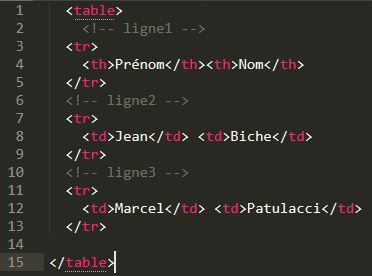 1 <table>
2 <!-- ligne1 -->
3 <tr>
4 <th>Prénom</th><th>Nom</th>
5 </tr>
6 <!-- ligne2 -->
7 <tr>
8 <td>Jean</td> <td>Biche</td>
9 </tr>
10 <!-- ligne3 -->
11 <tr>
12 <td>Marcel</td> <td>Patulacci</td>
13 </tr>
14
15 </table>